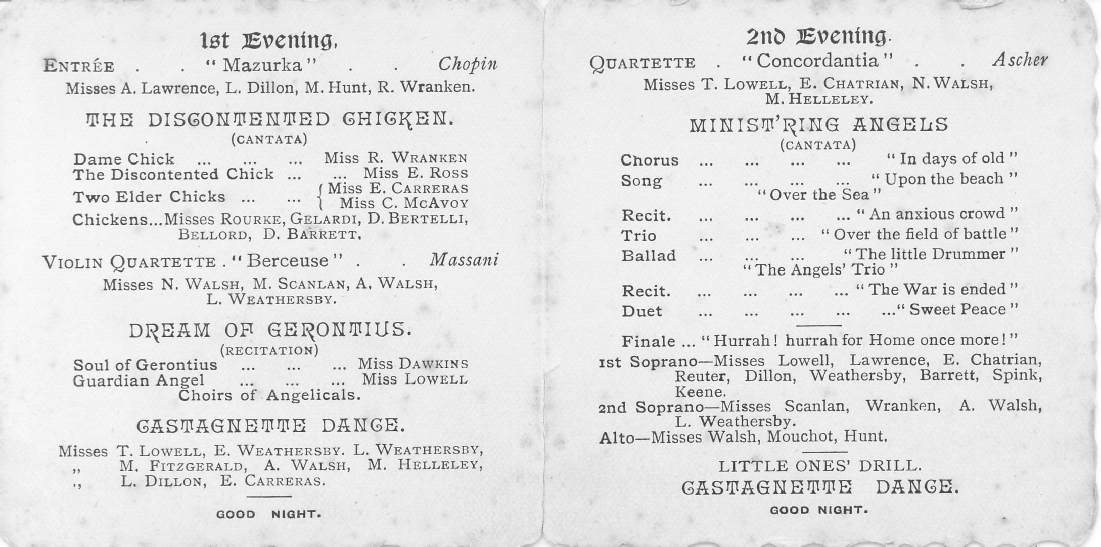 1st Evening,
ENTRÉE . . "Mazurka" . . Chopin
Misses A. Lawrence, L. Dillon, M. Hunt, R. Wranken.
THE DISCONTENTED CHICKEN.
(CANTATA)
Dame Chick ... ... ... Miss R. WRANKEN
The Discontented Chick ... ... Miss E. ROSS
Two Elder Chicks ... ... { Miss E. CARRERAS
Miss C. MCAVOY
Chickens...Misses ROURKE, GELARDI, D. BERTELLI,
BELLORD, D. BARRETT.
VIOLIN QUARTETTE . "Berceuse" . . Massani
Misses N. WALSH, M. SCANLAN, A. WALSH,
L. WEATHERSBY.
DREAM OF GERONTIUS.
(RECITATION)
Soul of Gerontius ... ... ... Miss DAWKINS
Guardian Angel ... ... ... Miss LOWELL
Choirs of Angelicals.
CASTAGNETTE DANCE.
Misses T. LOWELL, E. WEATHERSBY. L. WEATHERSBY,
„ M. FITZGERALD, A. WALSH, M. HELLELEY,
„ L. DILLON, E. CARRERAS.
GOOD NIGHT.
2nd Evening.
QUARTETTE . "Concordantia" . . Ascher
Misses T. LOWELL, E. CHATRIAN, N. WALSH,
M. HELLELEY.
MINIST'RING ANGELS
(CANTATA)
Chorus ... ... ... ... "In days of old"
Song ... ... ... ... "Upon the beach"
"Over the Sea"
Recit. ... ... ... ... "An anxious crowd"
Trio ... ... ... "Over the field of battle"
Ballad ... ... ... "The little Drummer"
"The Angels' Trio"
Recit. ... ... ... ... "The War is ended"
Duet ... ... ... ... ..."Sweet Peace"
Finale ... "Hurrah! hurrah for Home once more!"
1st Soprano—Misses Lowell, Lawrence, E. Chatrian,
Reuter, Dillon, Weathersby, Barrett, Spink,
Keene.
2nd Soprano—Misses Scanlan, Wranken, A. Walsh,
L. Weathersby.
Alto—Misses Walsh, Mouchot, Hunt.
LITTLE ONES' DRILL.
CASTAGNETTE DANCE.
GOOD NIGHT.